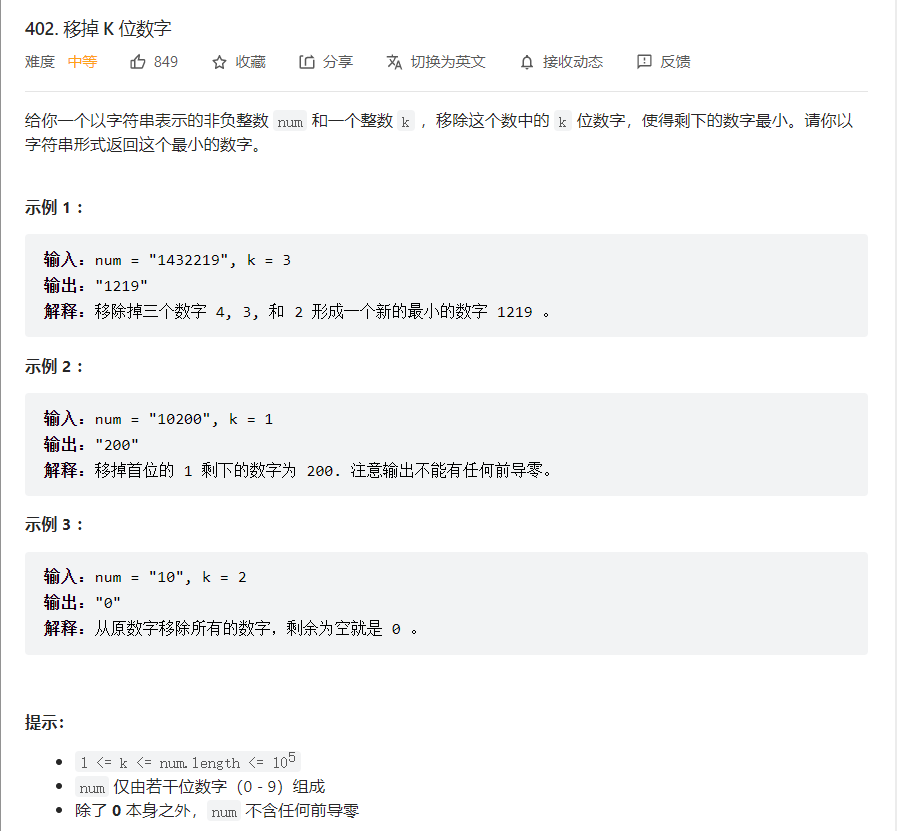 402. 移掉 K 位数字
难度 中等 849 收藏 分享 切换为英文 接收动态 反馈
给你一个以字符串表示的非负整数 num 和一个整数 k ，移除这个数中的 k 位数字，使得剩下的数字最小。请你以
字符串形式返回这个最小的数字。
示例 1：
输入：num = "1432219", k = 3
输出："1219"
解释：移除掉三个数字 4, 3, 和 2 形成一个新的最小的数字 1219 。
示例 2：
输入：num = "10200", k = 1
输出："200"
解释：移掉首位的 1 剩下的数字为 200. 注意输出不能有任何前导零。
示例 3：
输入：num = "10", k = 2
输出："0"
解释：从原数字移除所有的数字，剩余为空就是 0 。
提示：
• 1 <= k <= num.length <= 10⁵
• num 仅由若干位数字（0 - 9）组成
• 除了 0 本身之外，num 不含任何前导零